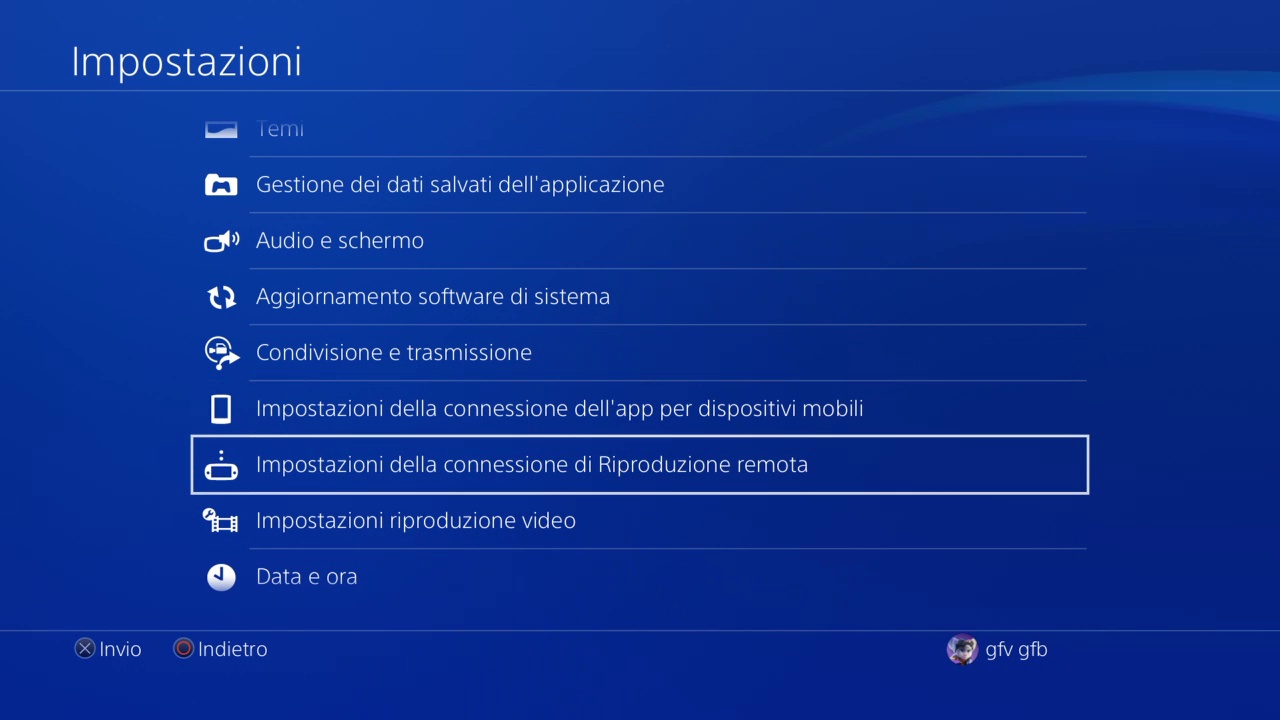 Impostazioni
Temi
Gestione dei dati salvati dell'applicazione
Audio e schermo
Aggiornamento software di sistema
Condivisione e trasmissione
Impostazioni della connessione dell'app per dispositivi mobili
Impostazioni della connessione di Riproduzione remota
Impostazioni riproduzione video
Data e ora
Invio Indietro gfv gfb